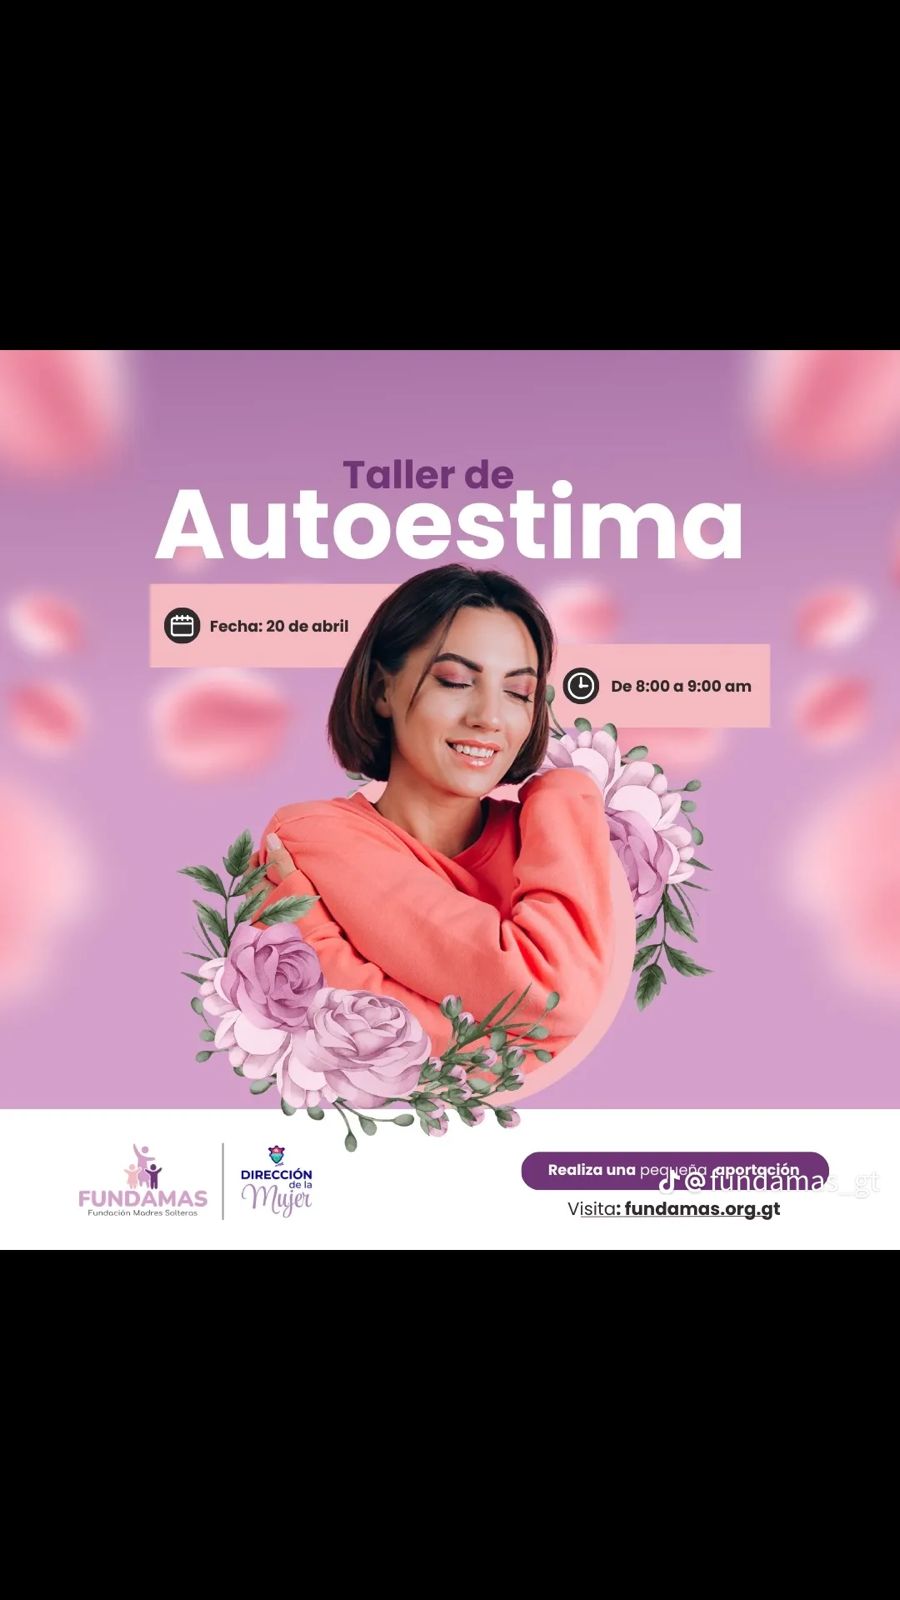 Taller de
Autoestima
Fecha: 20 de abril
De 8:00 a 9:00 am
FUNDAMAS
Fundación Madres Solteras
DIRECCIÓN
de la
Mujer
Realiza una pequeña aportación
@fundamas_gt
Visita: fundamas.org.gt